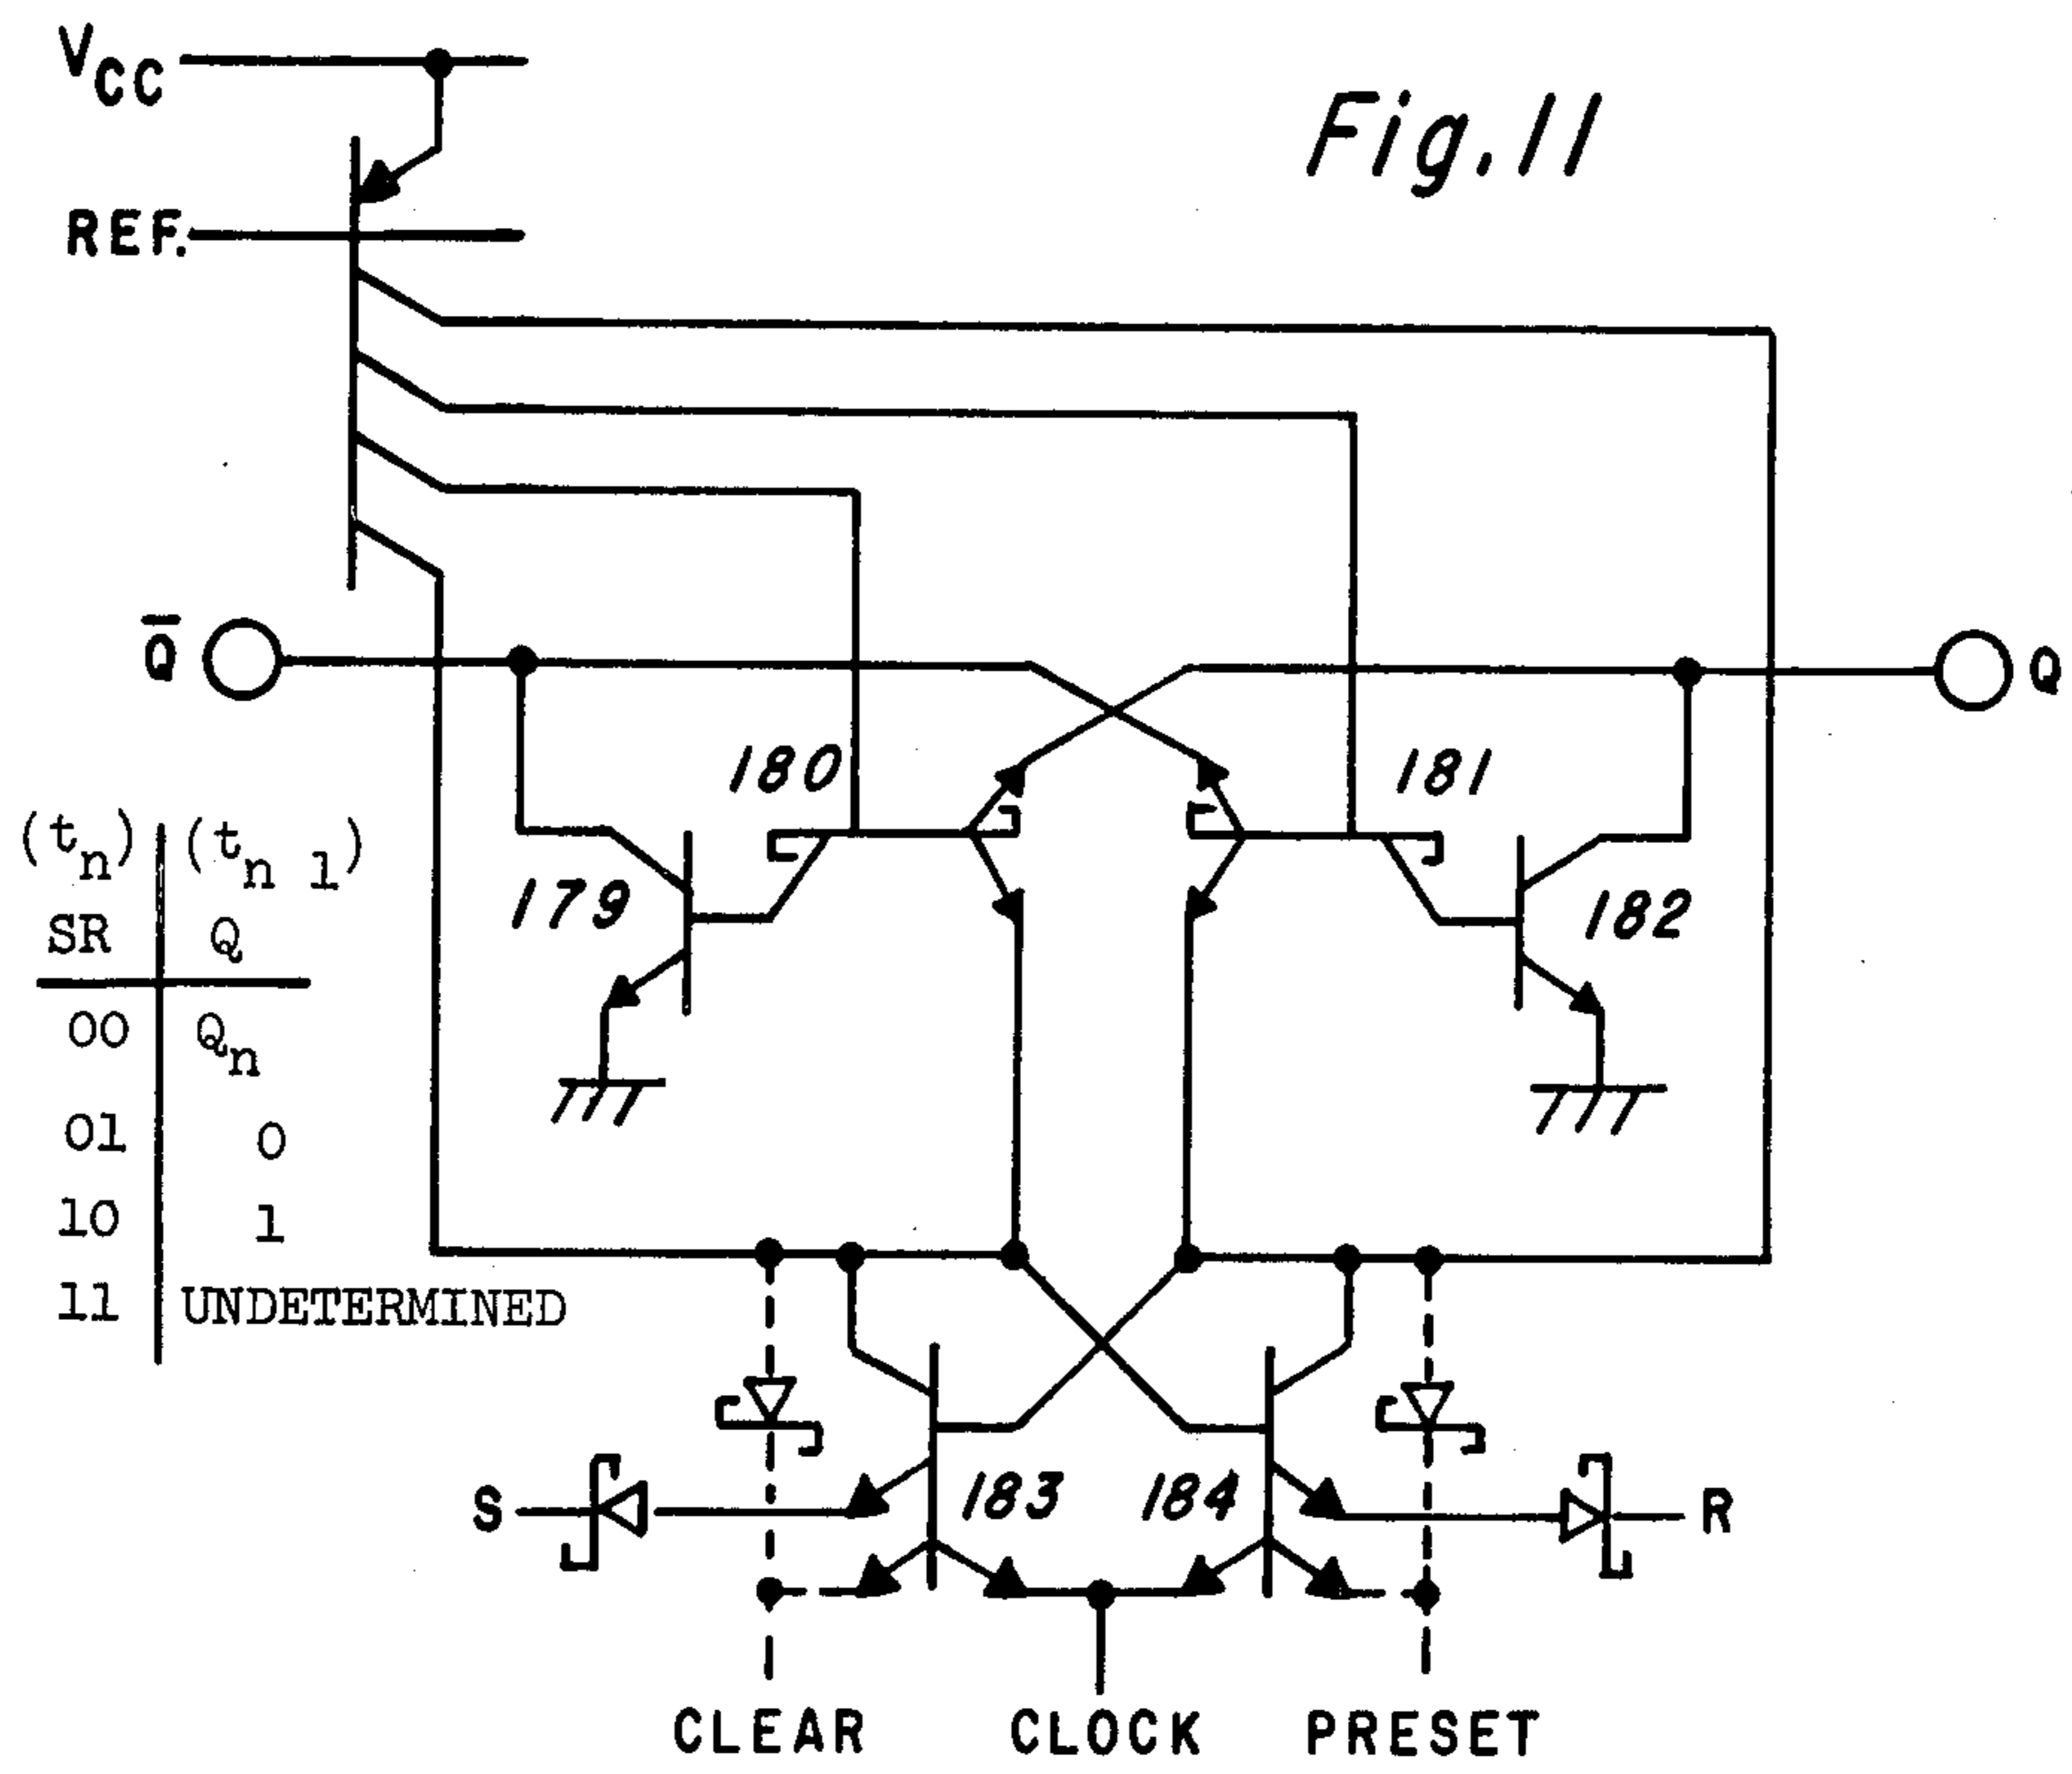 VCC
Fig. 11
REF.
Q̅
Q
180
181
179
182
(tn) (tn 1)
SR Q
00 Qn
01 0
10 1
11 UNDETERMINED
S
183
184
R
CLEAR
CLOCK
PRESET